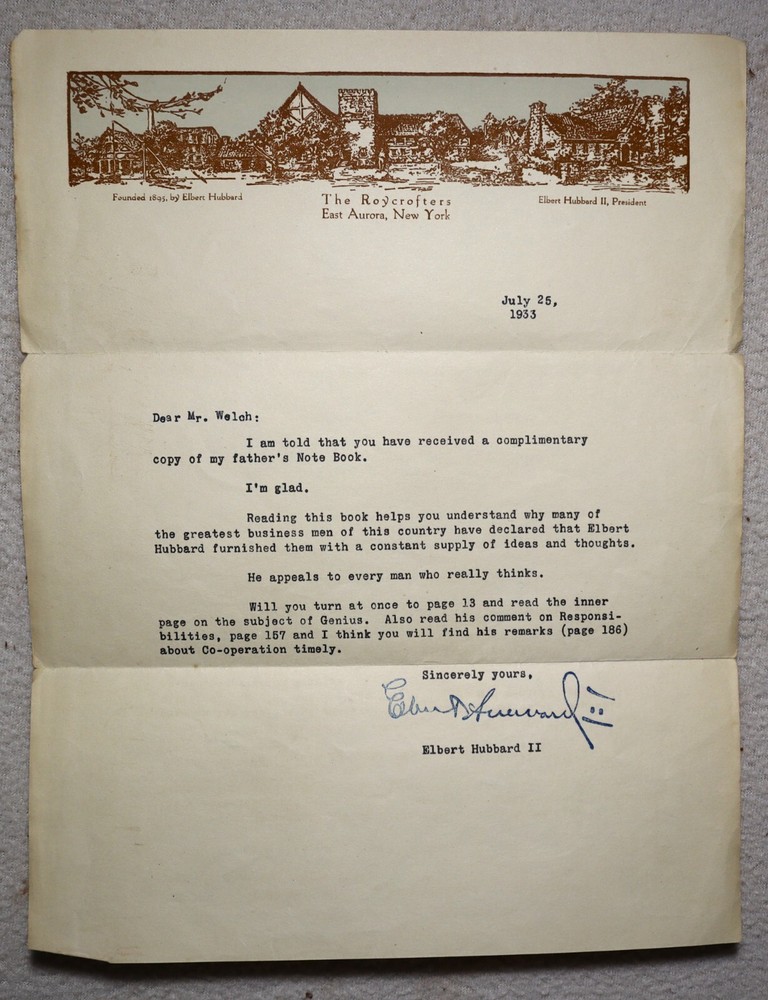 Founded 1895, by Elbert Hubbard
The Roycrofters
East Aurora, New York
Elbert Hubbard II, President
July 25,
1933
Dear Mr. Welch:
I am told that you have received a complimentary
copy of my father's Note Book.
I'm glad.
Reading this book helps you understand why many of
the greatest business men of this country have declared that Elbert
Hubbard furnished them with a constant supply of ideas and thoughts.
He appeals to every man who really thinks.
Will you turn at once to page 13 and read the inner
page on the subject of Genius. Also read his comment on Responsi-
bilities, page 157 and I think you will find his remarks (page 186)
about Co-operation timely.
Sincerely yours,
Elbert Hubbard II
Elbert Hubbard II